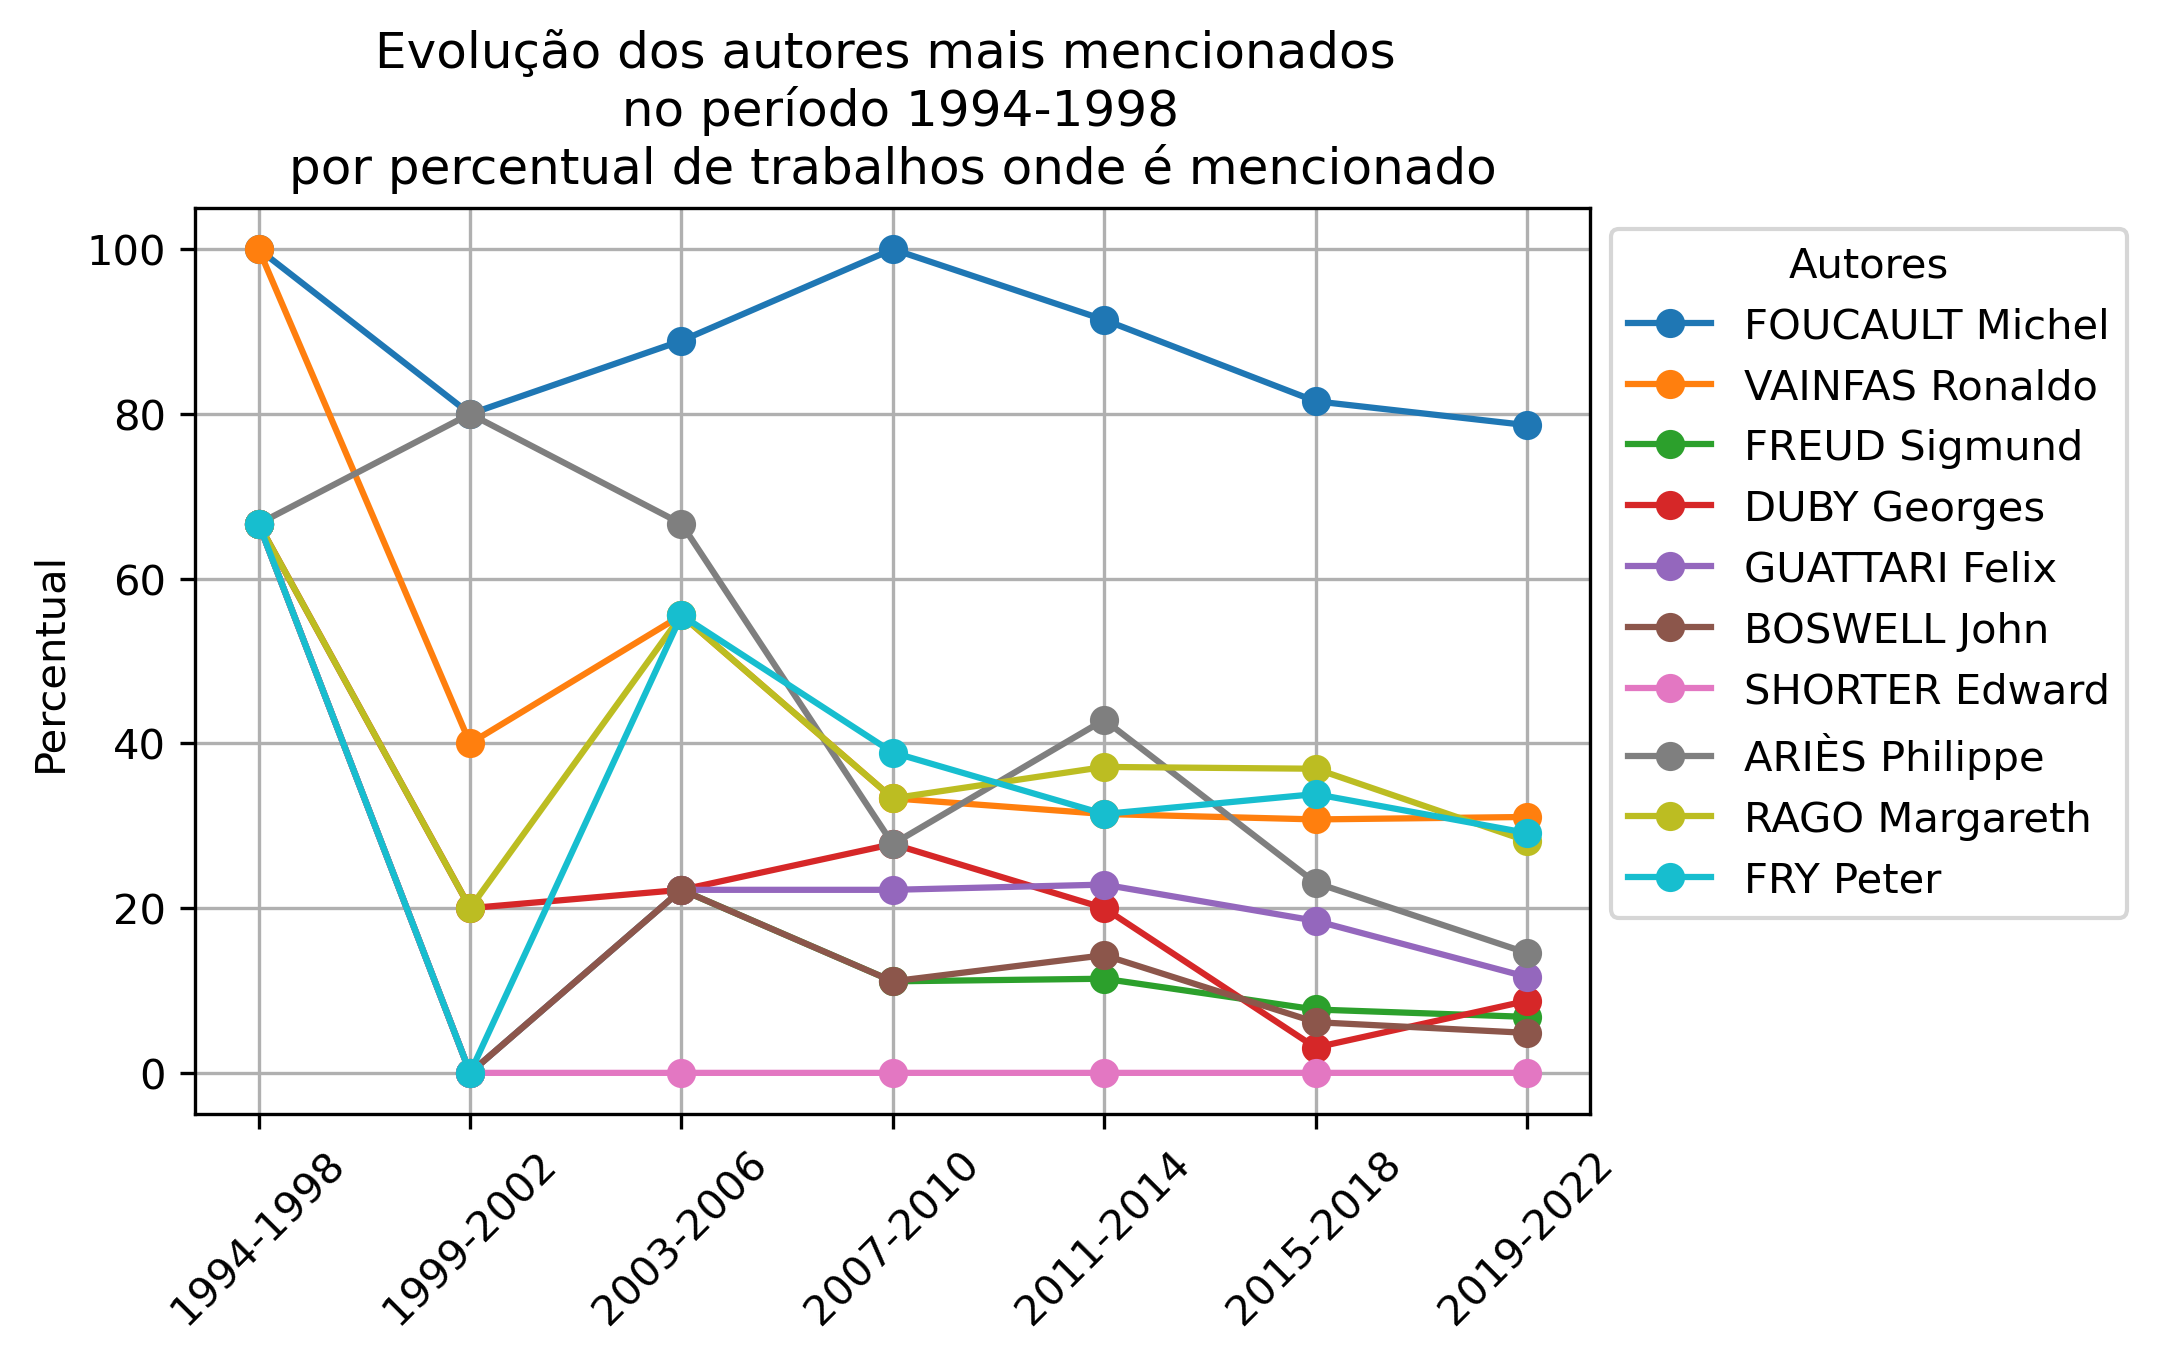 Evolução dos autores mais mencionados
no período 1994-1998
por percentual de trabalhos onde é mencionado
Percentual
100
80
60
40
20
0
1994-1998
1999-2002
2003-2006
2007-2010
2011-2014
2015-2018
2019-2022
Autores
FOUCAULT Michel
VAINFAS Ronaldo
FREUD Sigmund
DUBY Georges
GUATTARI Felix
BOSWELL John
SHORTER Edward
ARIÈS Philippe
RAGO Margareth
FRY Peter